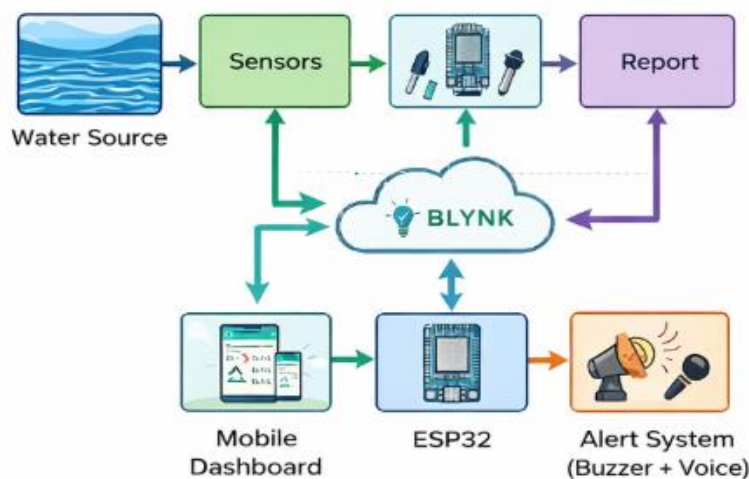 Sensors
Report
Water Source
BLYNK
Mobile
Dashboard
ESP32
Alert System
(Buzzer + Voice)